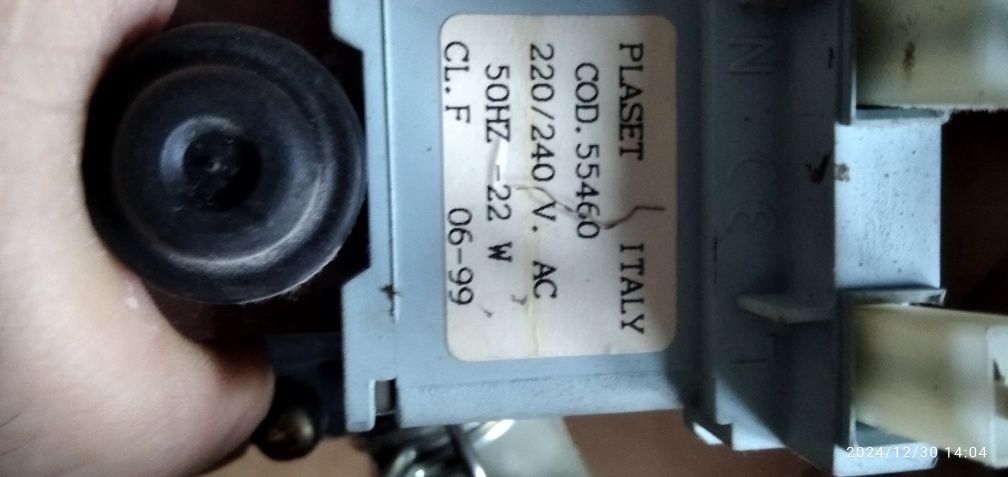 PLASET ITALY
COD.55460
220/240 V. AC
50HZ -22 W
CL.F 06-99
N
2024/12/30 14:04